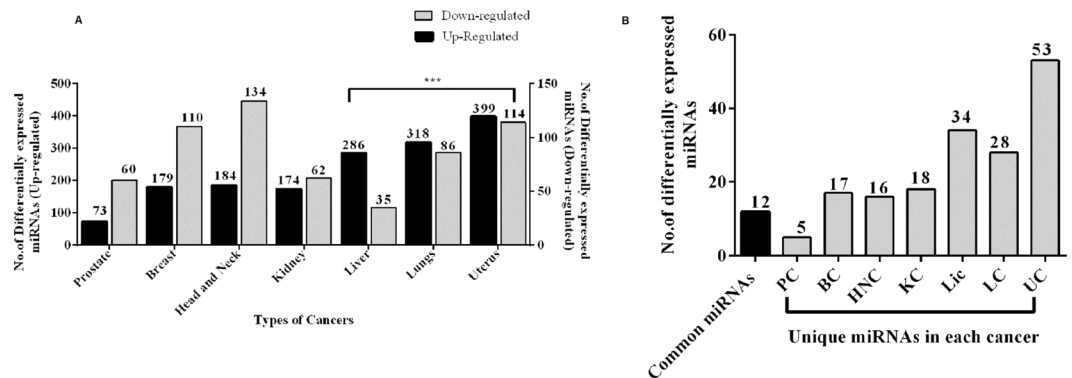 A
Down-regulated
Up-Regulated
No.of Differentially expressed
miRNAs (Up-regulated)
500
400
300
200
100
0
73
60
179
110
184
134
174
62
286
35
318
86
399
114
***
150
100
50
0
No.of Differentially expressed
miRNAs (Down-regulated)
Prostate
Breast
Head and Neck
Kidney
Liver
Lungs
Uterus
Types of Cancers
B
No.of differentially expressed
miRNAs
60
40
20
0
12
5
17
16
18
34
28
53
Common miRNAs
PC
BC
HNC
KC
Lic
LC
UC
Unique miRNAs in each cancer